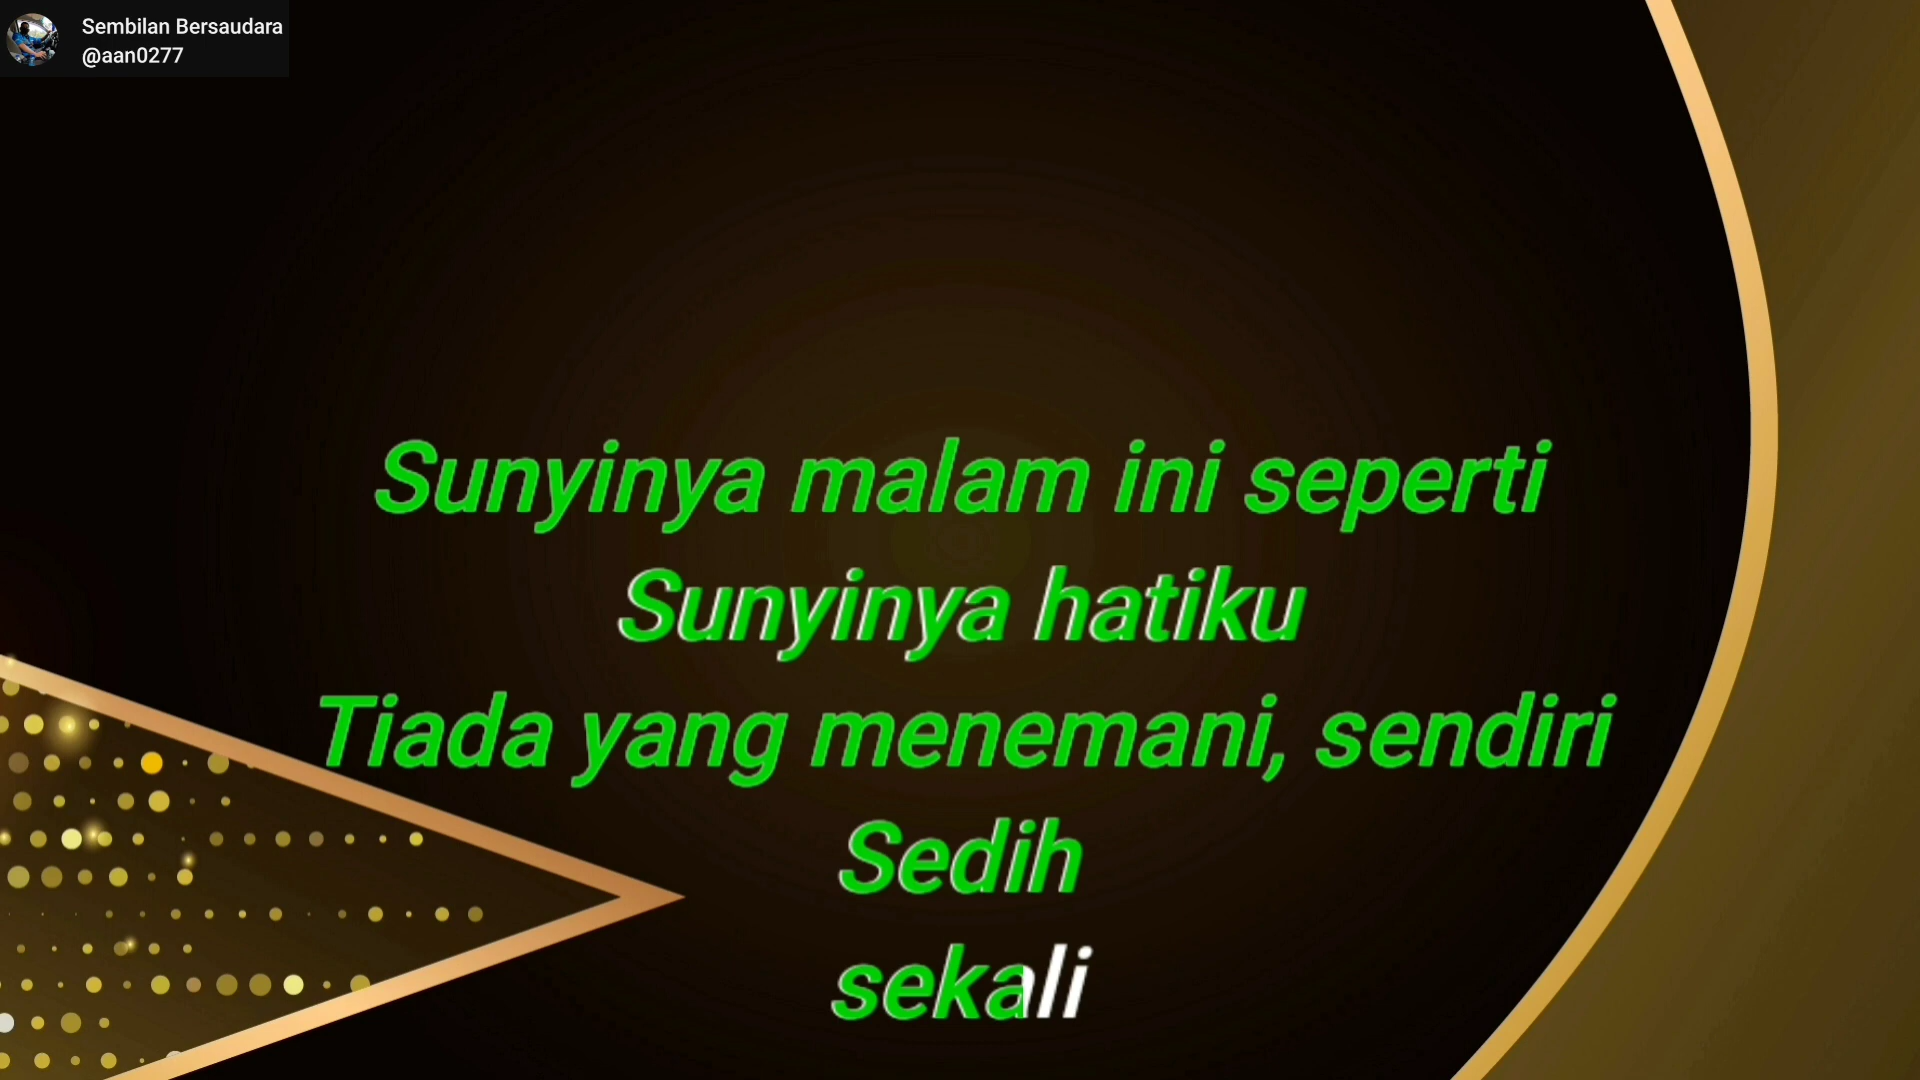 Sembilan Bersaudara
@aan0277
Sunyinya malam ini seperti
Sunyinya hatiku
Tiada yang menemani, sendiri
Sedih
sekali